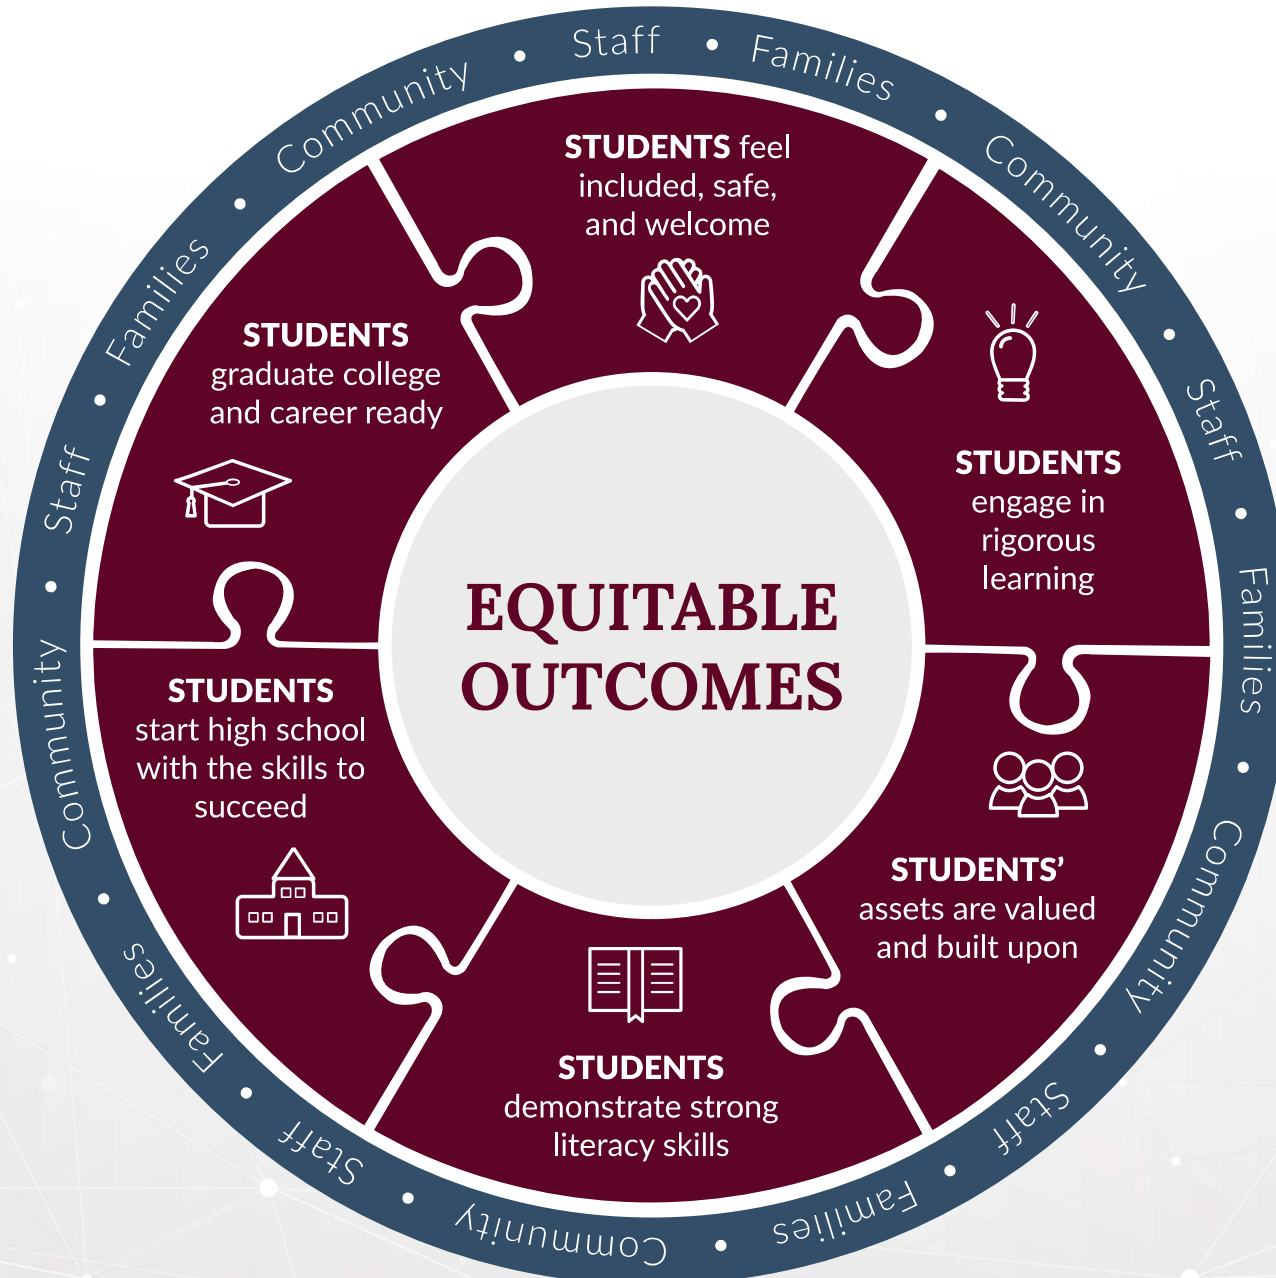 Staff • Families • Community • Staff • Families • Community • Staff • Families • Community • Staff • Families • Community • Staff • Families • Community •
STUDENTS feel
included, safe,
and welcome
STUDENTS
engage in
rigorous
learning
STUDENTS’
assets are valued
and built upon
STUDENTS
demonstrate strong
literacy skills
STUDENTS
start high school
with the skills to
succeed
STUDENTS
graduate college
and career ready
EQUITABLE
OUTCOMES